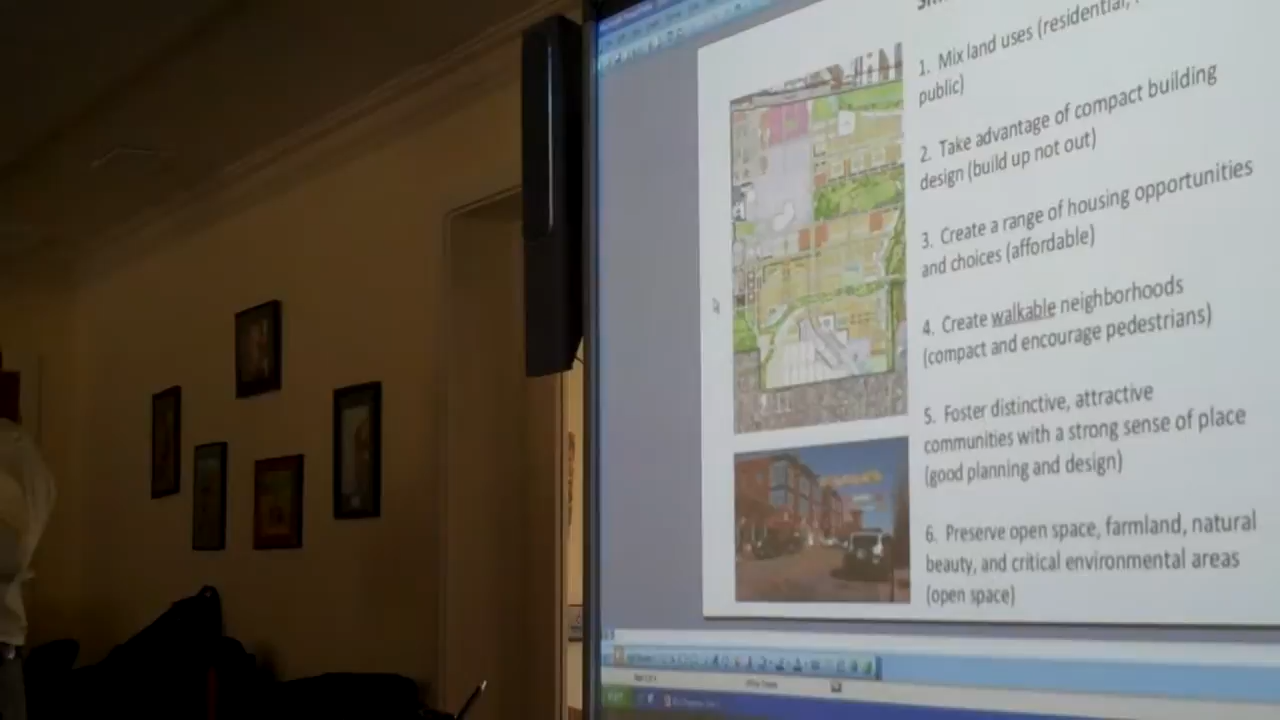 1. Mix land uses (residential,
public)
2. Take advantage of compact building
design (build up not out)
3. Create a range of housing opportunities
and choices (affordable)
4. Create walkable neighborhoods
(compact and encourage pedestrians)
5. Foster distinctive, attractive
communities with a strong sense of place
(good planning and design)
6. Preserve open space, farmland, natural
beauty, and critical environmental areas
(open space)